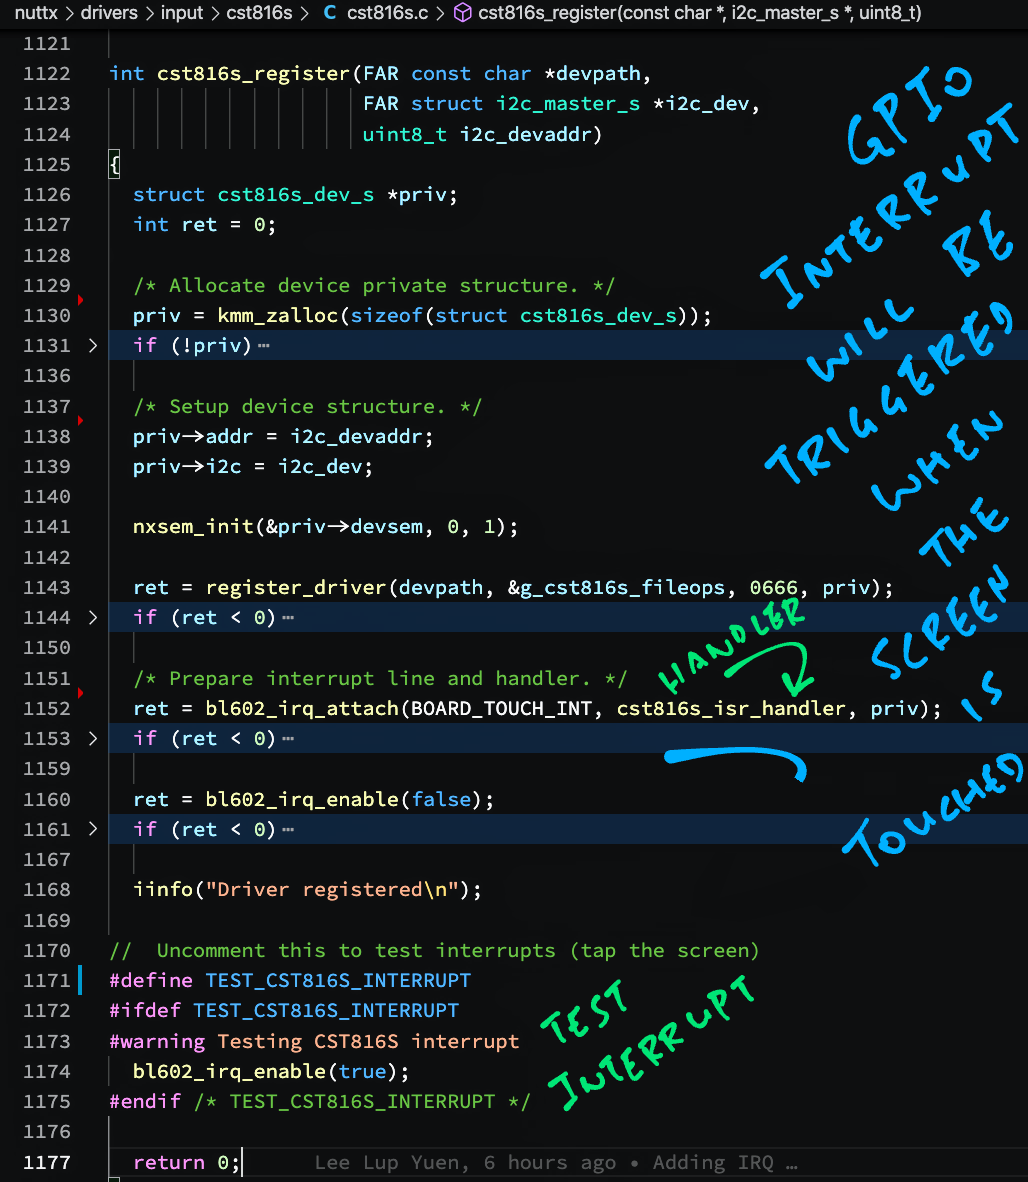 nuttx > drivers > input > cst816s > C cst816s.c > cst816s_register(const char *, i2c_master_s *, uint8_t)
1121
1122 int cst816s_register(FAR const char *devpath,
1123 FAR struct i2c_master_s *i2c_dev,
1124 uint8_t i2c_devaddr)
1125 {
1126 struct cst816s_dev_s *priv;
1127 int ret = 0;
1128
1129 /* Allocate device private structure. */
1130 priv = kmm_zalloc(sizeof(struct cst816s_dev_s));
1131 > if (!priv) ⋯
1136
1137 /* Setup device structure. */
1138 priv->addr = i2c_devaddr;
1139 priv->i2c = i2c_dev;
1140
1141 nxsem_init(&priv->devsem, 0, 1);
1142
1143 ret = register_driver(devpath, &g_cst816s_fileops, 0666, priv);
1144 > if (ret < 0) ⋯
1150
1151 /* Prepare interrupt line and handler. */
1152 ret = bl602_irq_attach(BOARD_TOUCH_INT, cst816s_isr_handler, priv);
1153 > if (ret < 0) ⋯
1159
1160 ret = bl602_irq_enable(false);
1161 > if (ret < 0) ⋯
1167
1168 iinfo("Driver registered\n");
1169
1170 //  Uncomment this to test interrupts (tap the screen)
1171 #define TEST_CST816S_INTERRUPT
1172 #ifdef TEST_CST816S_INTERRUPT
1173 #warning Testing CST816S interrupt
1174 bl602_irq_enable(true);
1175 #endif /* TEST_CST816S_INTERRUPT */
1176
1177 return 0; Lee Lup Yuen, 6 hours ago • Adding IRQ …
GPIO
INTERRUPT
WILL BE
TRIGGERED
WHEN
THE
SCREEN
IS
TOUCHED
HANDLER
TEST
INTERRUPT